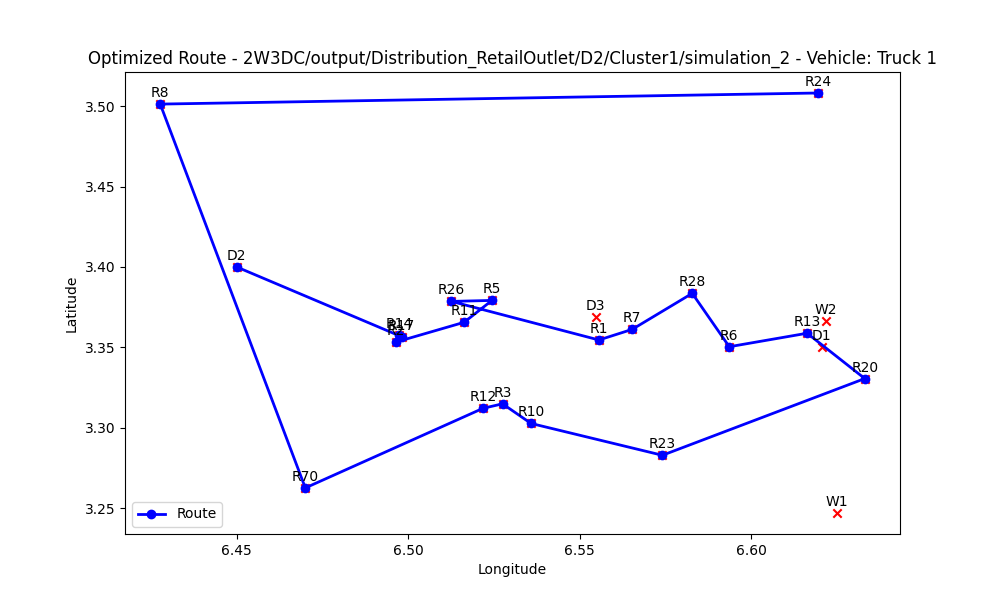 Optimized Route - 2W3DC/output/Distribution_RetailOutlet/D2/Cluster1/simulation_2 - Vehicle: Truck 1
R24
R8
3.50
3.45
D2
3.40
R28
R26
R5
D3
W2
R11
R13
R1
R7
R6
D1
3.35
R20
R12
R3
R10
3.30
R23
R70
W1
3.25
Route
6.45
6.50
6.55
6.60
Longitude
Latitude